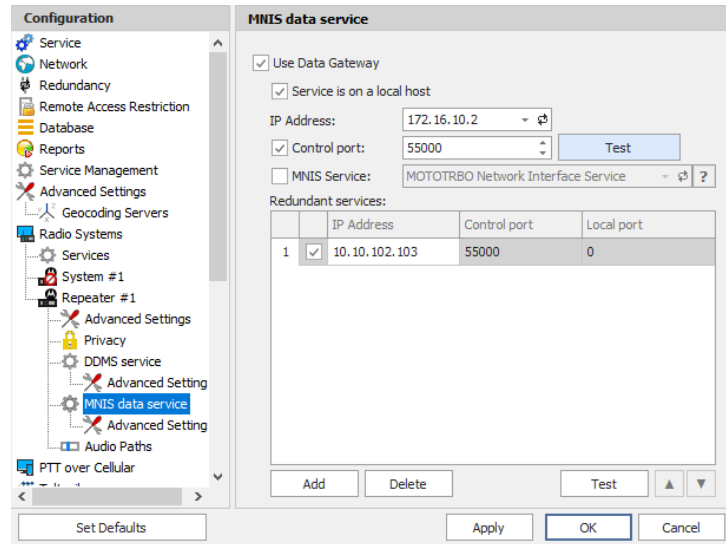 Configuration
Service
Network
Redundancy
Remote Access Restriction
Database
Reports
Service Management
Advanced Settings
Geocoding Servers
Radio Systems
Services
System #1
Repeater #1
Advanced Settings
Privacy
DDMS service
Advanced Setting
MNIS data service
Advanced Setting
Audio Paths
PTT over Cellular
Set Defaults
MNIS data service
Use Data Gateway
Service is on a local host
IP Address: 172.16.10.2
Control port: 55000 Test
MNIS Service: MOTOTRBO Network Interface Service ?
Redundant services:
IP Address Control port Local port
1 10.10.102.103 55000 0
Add Delete Test
Apply OK Cancel